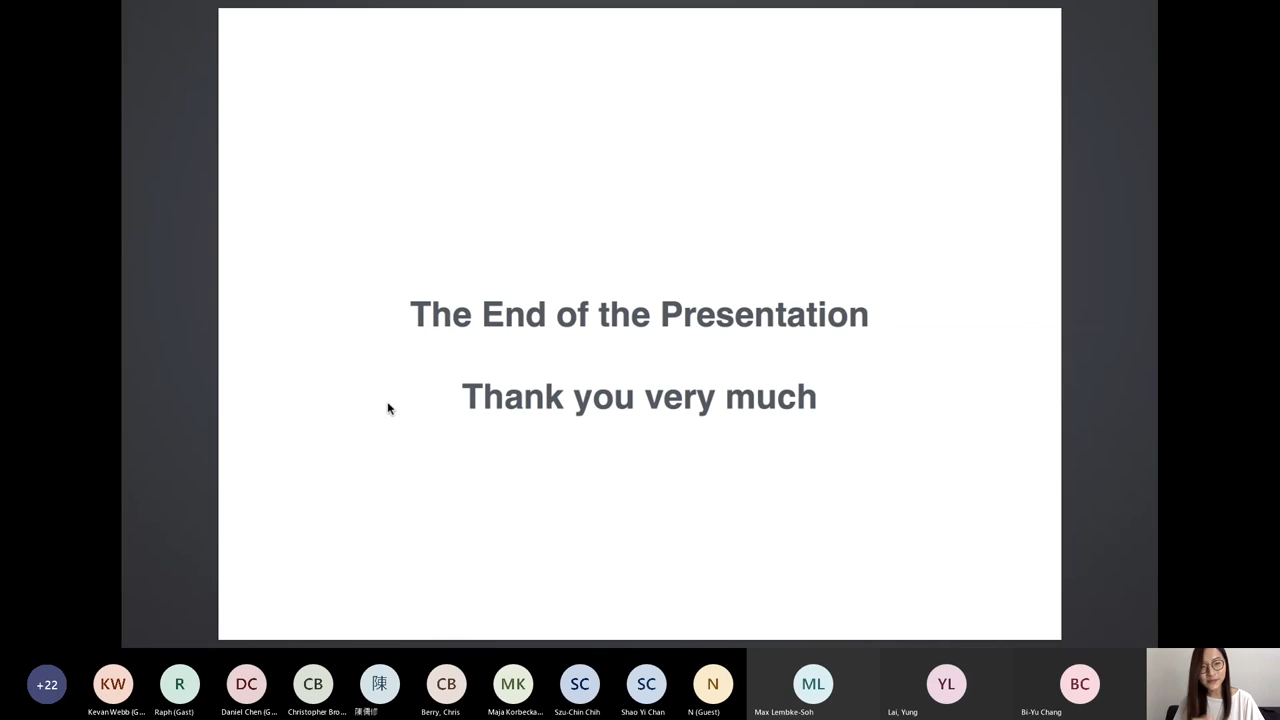 The End of the Presentation
Thank you very much
+22
KW
R
DC
CB
陳
CB
MK
SC
SC
N
ML
YL
BC
Kevan Webb (G...
Raph (Gast)
Daniel Chen (G...
Christopher Bro...
Berry, Chris
Maja Korbecka...
Szu-Chin Chih
Shao Yi Chan
N (Guest)
Max Lembke-Soh
Lai, Yung
Bi-Yu Chang